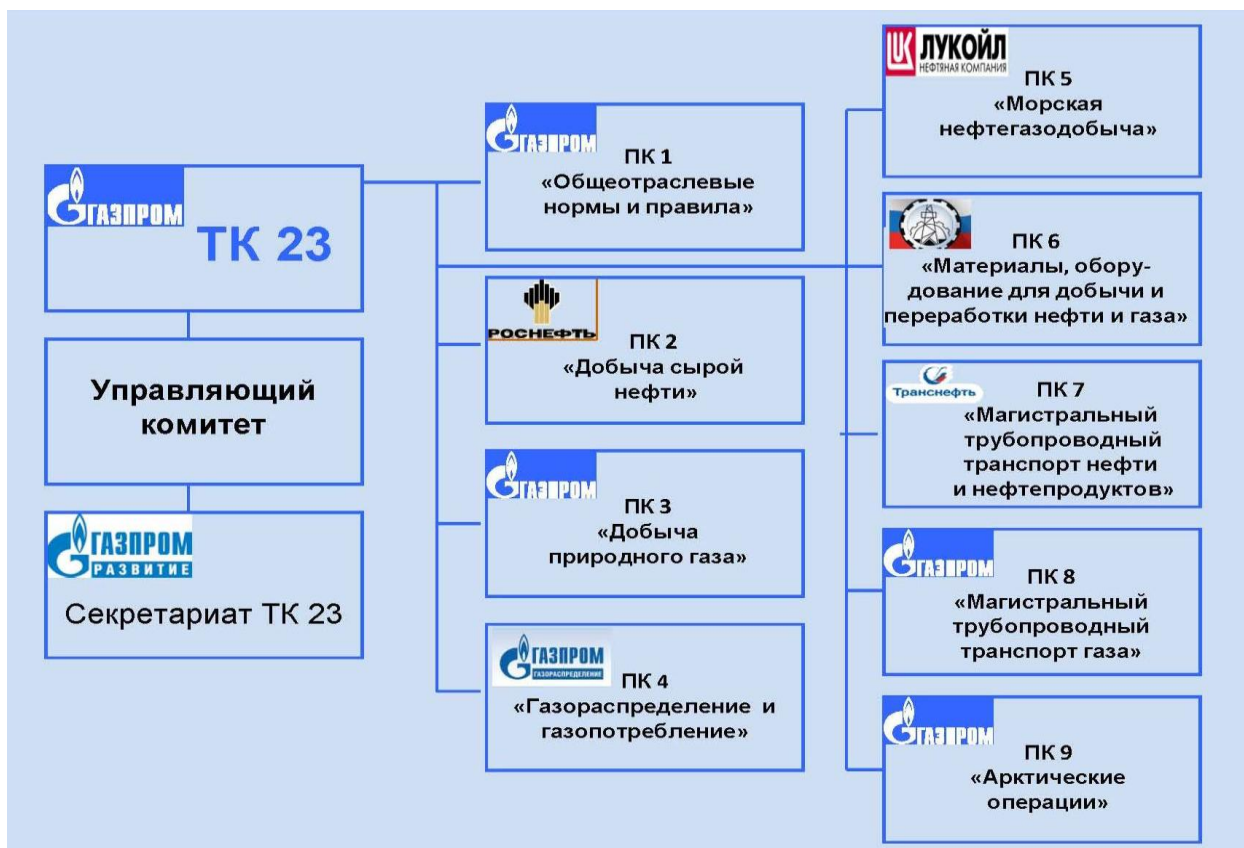 ГАЗПРОМ
ТК 23
Управляющий
комитет
ГАЗПРОМ
РАЗВИТИЕ
Секретариат ТК 23
ГАЗПРОМ
ПК 1
«Общеотраслевые
нормы и правила»
РОСНЕФТЬ
ПК 2
«Добыча сырой
нефти»
ГАЗПРОМ
ПК 3
«Добыча
природного газа»
ГАЗПРОМ
ГАЗОРАСПРЕДЕЛЕНИЕ
ПК 4
«Газораспределение и
газопотребление»
ЛУКОЙЛ
НЕФТЯНАЯ КОМПАНИЯ
ПК 5
«Морская
нефтегазодобыча»
ПК 6
«Материалы, обору-
дование для добычи и
переработки нефти и газа»
Транснефть
ПК 7
«Магистральный
трубопроводный
транспорт нефти
и нефтепродуктов»
ГАЗПРОМ
ПК 8
«Магистральный
трубопроводный
транспорт газа»
ГАЗПРОМ
ПК 9
«Арктические
операции»